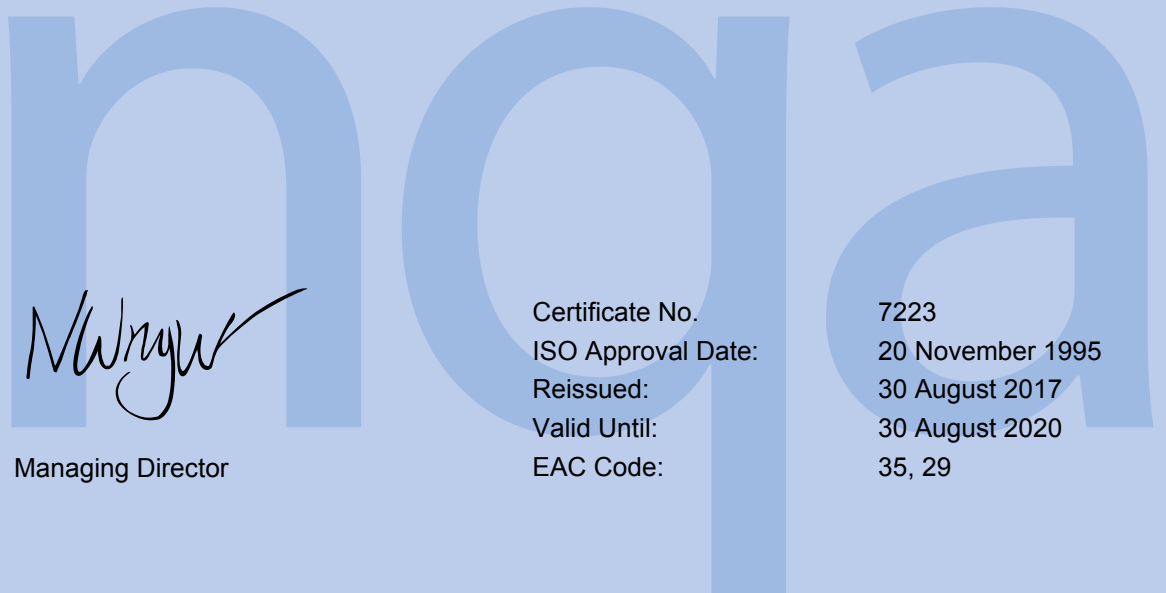 nqa
Certificate No. 7223
ISO Approval Date: 20 November 1995
Reissued: 30 August 2017
Valid Until: 30 August 2020
Managing Director
EAC Code: 35, 29